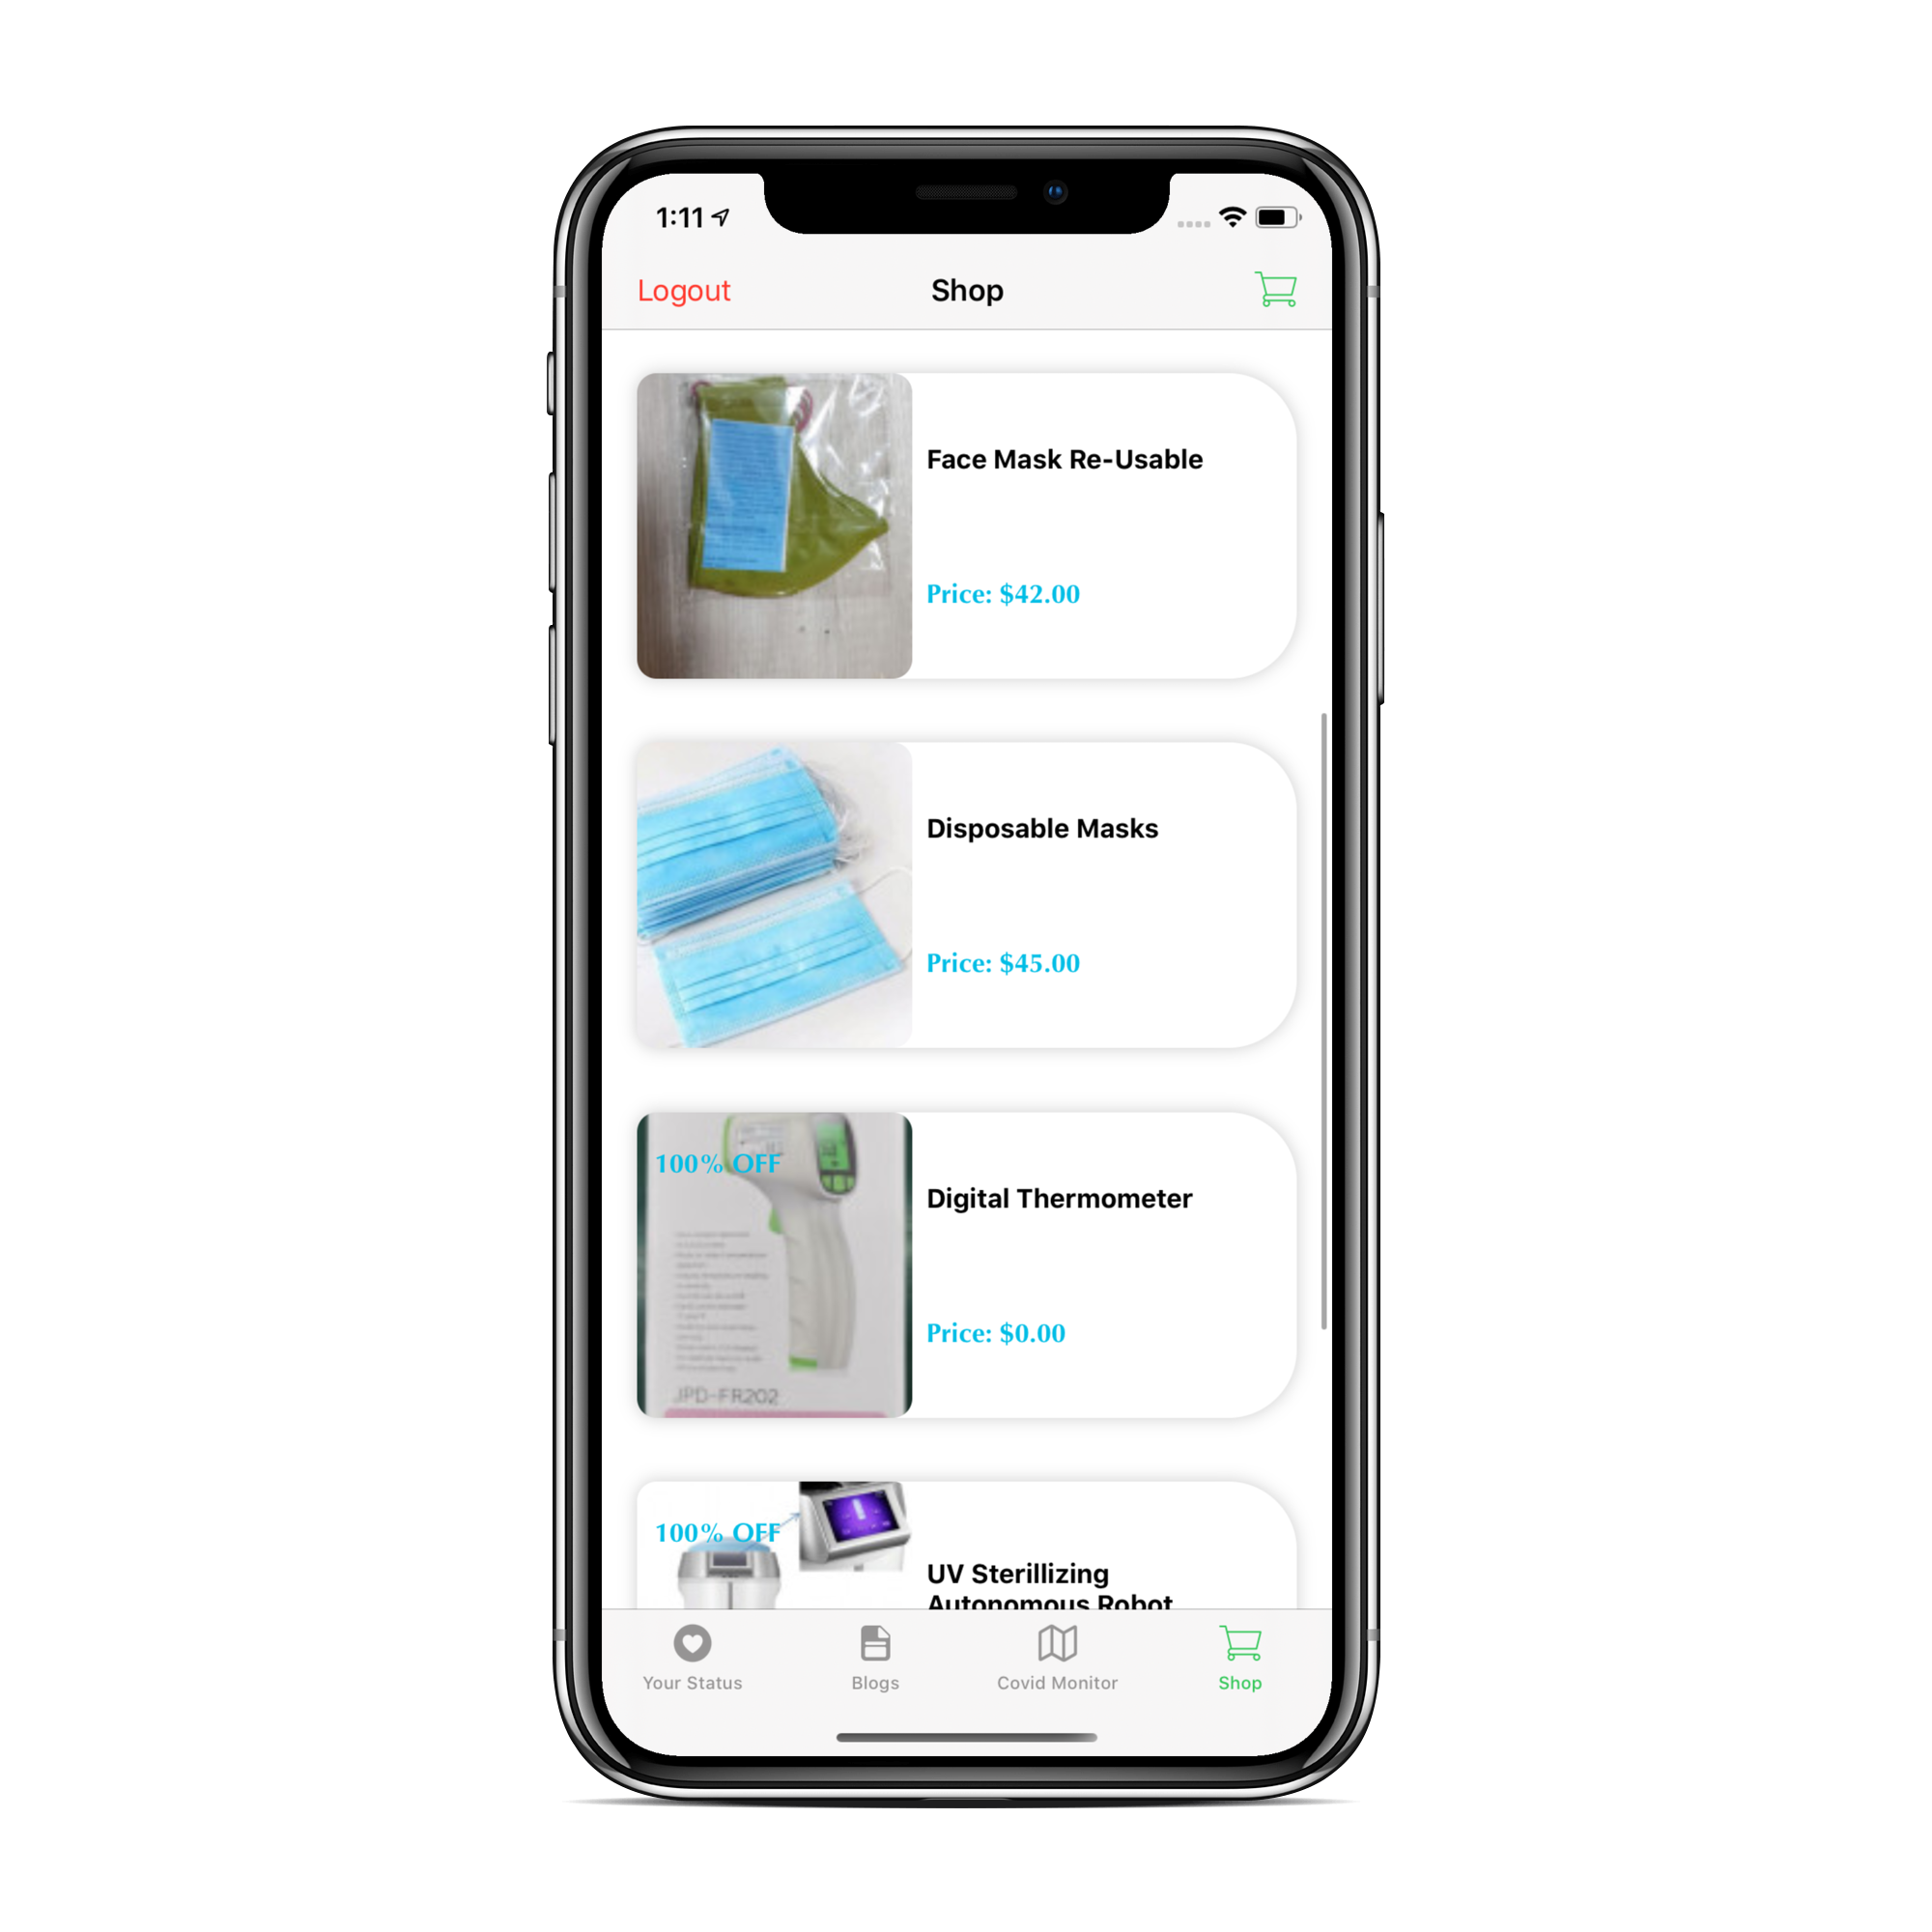 1:11
Logout
Shop
Face Mask Re-Usable
Price: $42.00
Disposable Masks
Price: $45.00
100% OFF
Digital Thermometer
Price: $0.00
JPD-FR202
100% OFF
UV Sterillizing
Autonomous Robot
Your Status
Blogs
Covid Monitor
Shop